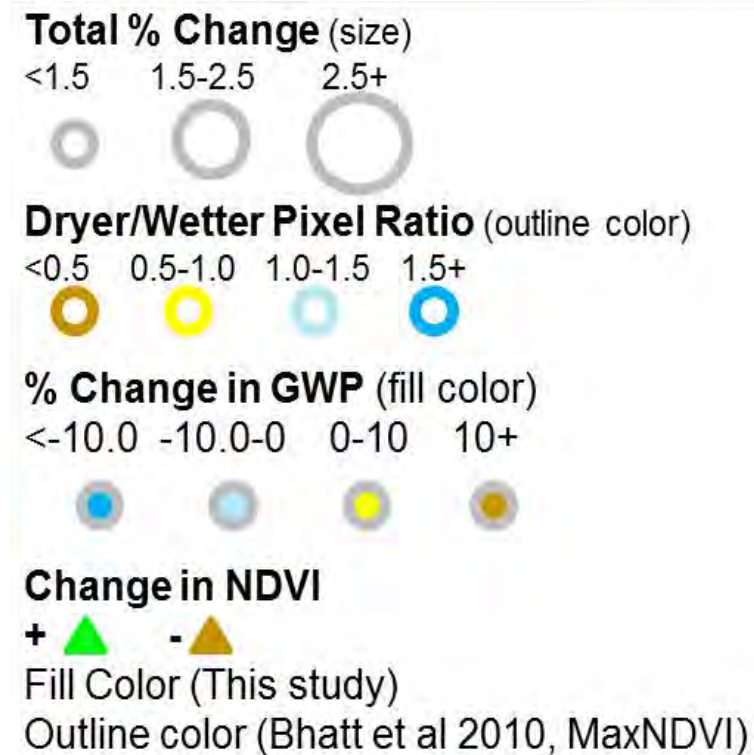 Total % Change (size)
<1.5 1.5-2.5 2.5+
Dryer/Wetter Pixel Ratio (outline color)
<0.5 0.5-1.0 1.0-1.5 1.5+
% Change in GWP (fill color)
<-10.0 -10.0-0 0-10 10+
Change in NDVI
+ -
Fill Color (This study)
Outline color (Bhatt et al 2010, MaxNDVI)